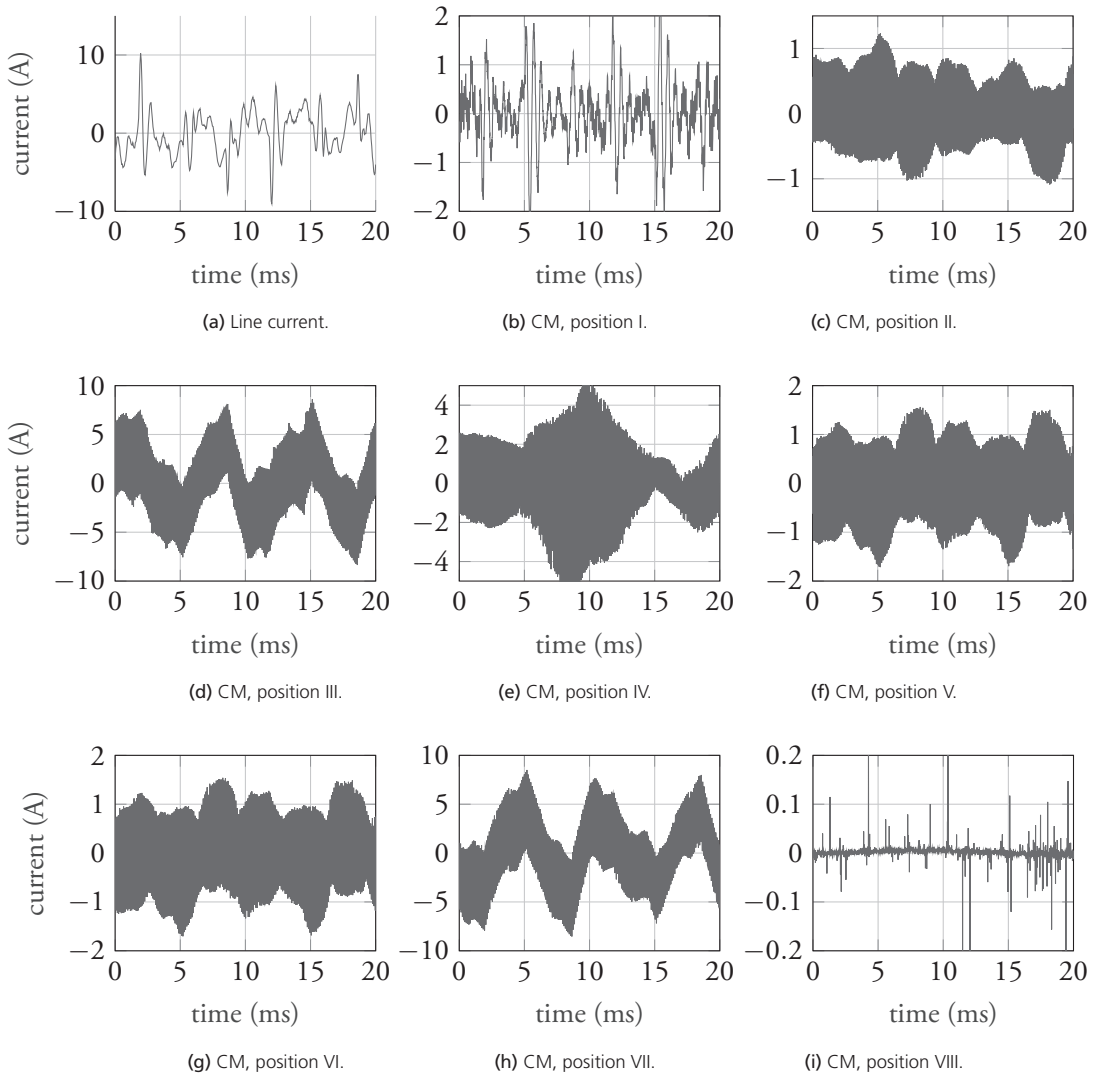 10
0
−10
current (A)
0 5 10 15 20
time (ms)
(a) Line current.
2
1
0
−1
−2
0 5 10 15 20
time (ms)
(b) CM, position I.
1
0
−1
0 5 10 15 20
time (ms)
(c) CM, position II.
10
5
0
−5
−10
current (A)
0 5 10 15 20
time (ms)
(d) CM, position III.
4
2
0
−2
−4
0 5 10 15 20
time (ms)
(e) CM, position IV.
2
1
0
−1
−2
0 5 10 15 20
time (ms)
(f) CM, position V.
2
1
0
−1
−2
current (A)
0 5 10 15 20
time (ms)
(g) CM, position VI.
10
5
0
−5
−10
0 5 10 15 20
time (ms)
(h) CM, position VII.
0.2
0.1
0
−0.1
−0.2
0 5 10 15 20
time (ms)
(i) CM, position VIII.